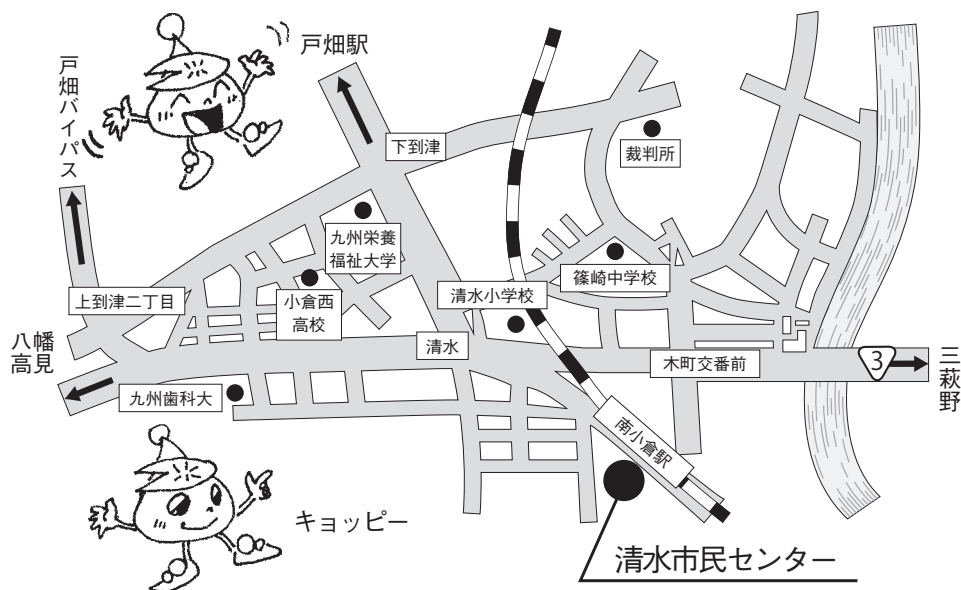 戸畑駅
戸畑バイパス
下到津
裁判所
九州栄養
福祉大学
篠崎中学校
上到津二丁目
小倉西
高校
清水小学校
八幡
高見
清水
木町交番前
3
三萩野
九州歯科大
南小倉駅
キョッピー
清水市民センター